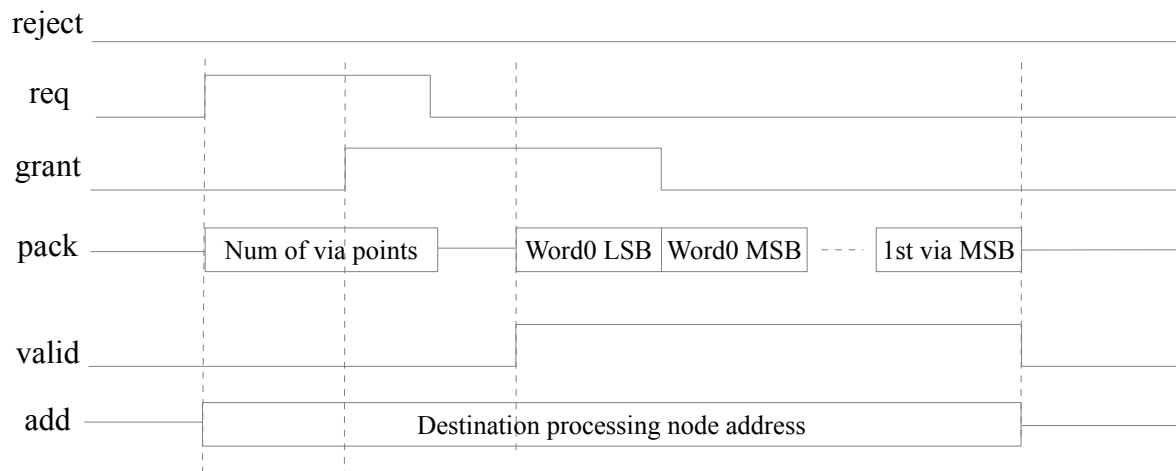 reject
req
grant
pack Num of via points Word0 LSB Word0 MSB 1st via MSB
valid
add Destination processing node address